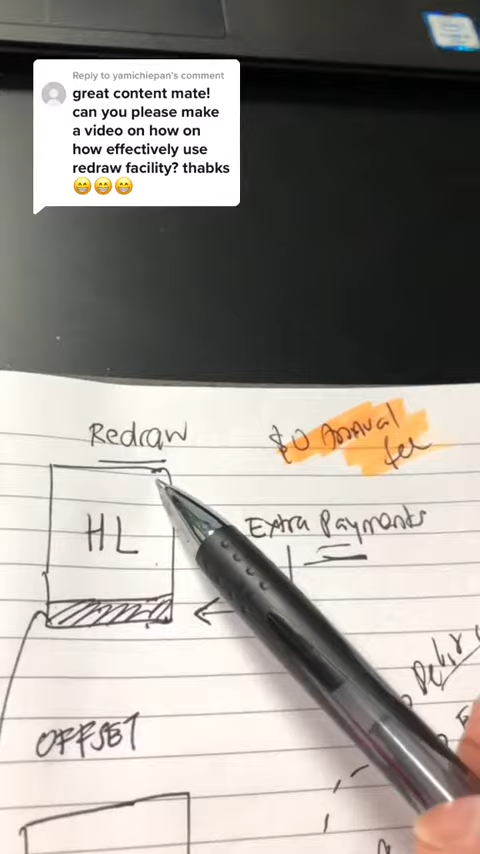 Reply to yamichiepan's comment
great content mate!
can you please make
a video on how on
how effectively use
redraw facility? thabks
😁😁😁
Redraw
$0 Annual
fee
HL
Extra Payments
OFFSET